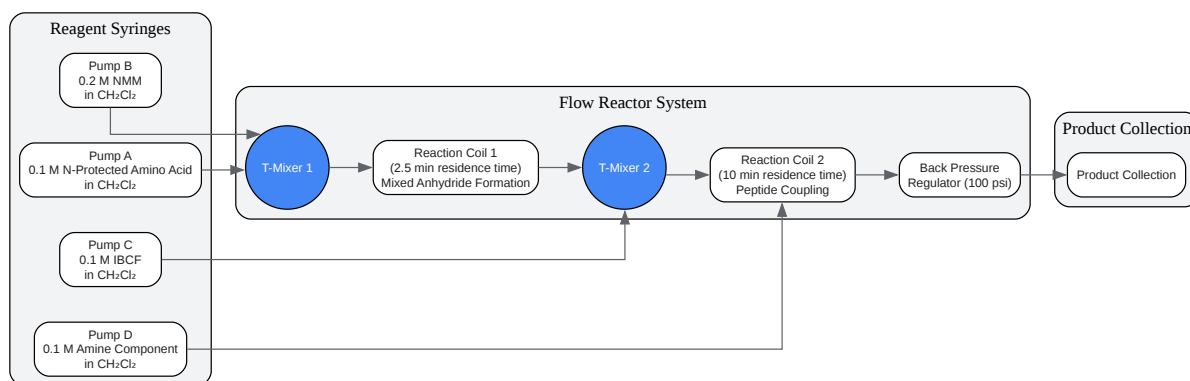 Reagent Syringes
Pump B
0.2 M NMM
in CH₂Cl₂
Pump A
0.1 M N-Protected Amino Acid
in CH₂Cl₂
Pump C
0.1 M IBCF
in CH₂Cl₂
Pump D
0.1 M Amine Component
in CH₂Cl₂
Flow Reactor System
T-Mixer 1
Reaction Coil 1
(2.5 min residence time)
Mixed Anhydride Formation
T-Mixer 2
Reaction Coil 2
(10 min residence time)
Peptide Coupling
Back Pressure
Regulator (100 psi)
Product Collection
Product Collection